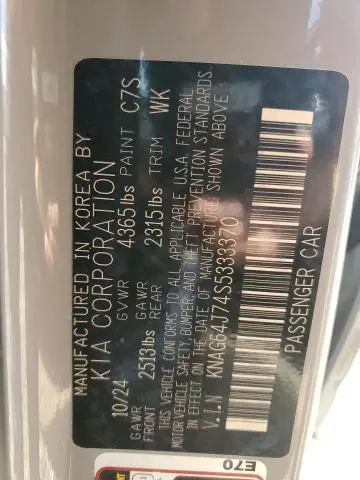 MANUFACTURED IN KOREA BY
KIA CORPORATION
10/24 GVWR 4365lbs PAINT C7S
GAWR FRONT 2513lbs GAWR REAR 2315lbs TRIM WK
THIS VEHICLE CONFORMS TO ALL APPLICABLE U.S.A. FEDERAL
MOTOR VEHICLE SAFETY, BUMPER, AND THEFT PREVENTION STANDARDS
IN EFFECT ON THE DATE OF MANUFACTURE SHOWN ABOVE
V.I.N KNAG64J74S5383370
PASSENGER CAR
E70